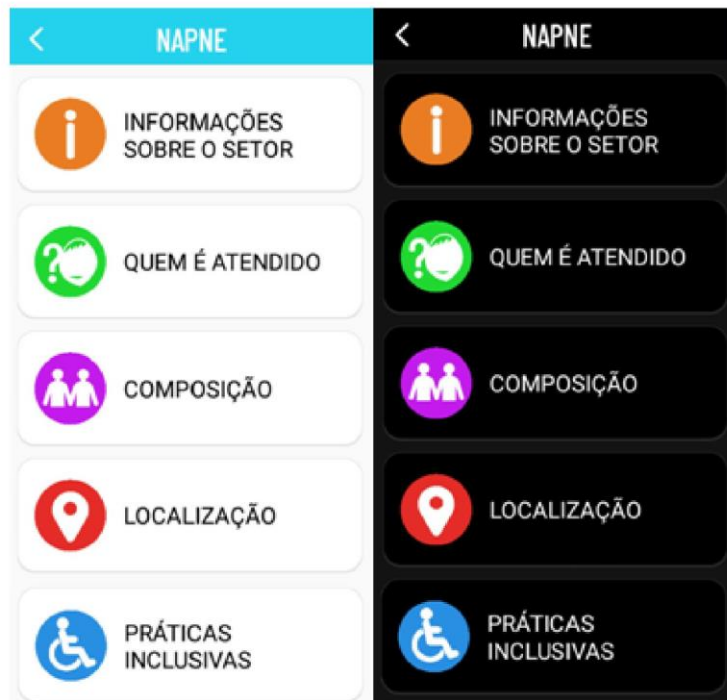 NAPNE
INFORMAÇÕES
SOBRE O SETOR
QUEM É ATENDIDO
COMPOSIÇÃO
LOCALIZAÇÃO
PRÁTICAS
INCLUSIVAS
NAPNE
INFORMAÇÕES
SOBRE O SETOR
QUEM É ATENDIDO
COMPOSIÇÃO
LOCALIZAÇÃO
PRÁTICAS
INCLUSIVAS